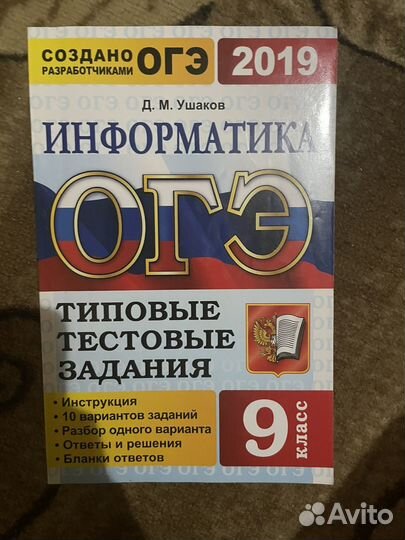 СОЗДАНО
РАЗРАБОТЧИКАМИ ОГЭ 2019
Д. М. Ушаков
ИНФОРМАТИКА
ОГЭ
ТИПОВЫЕ
ТЕСТОВЫЕ
ЗАДАНИЯ
• Инструкция
• 10 вариантов заданий
• Разбор одного варианта
• Ответы и решения
• Бланки ответов
9 класс
Avito